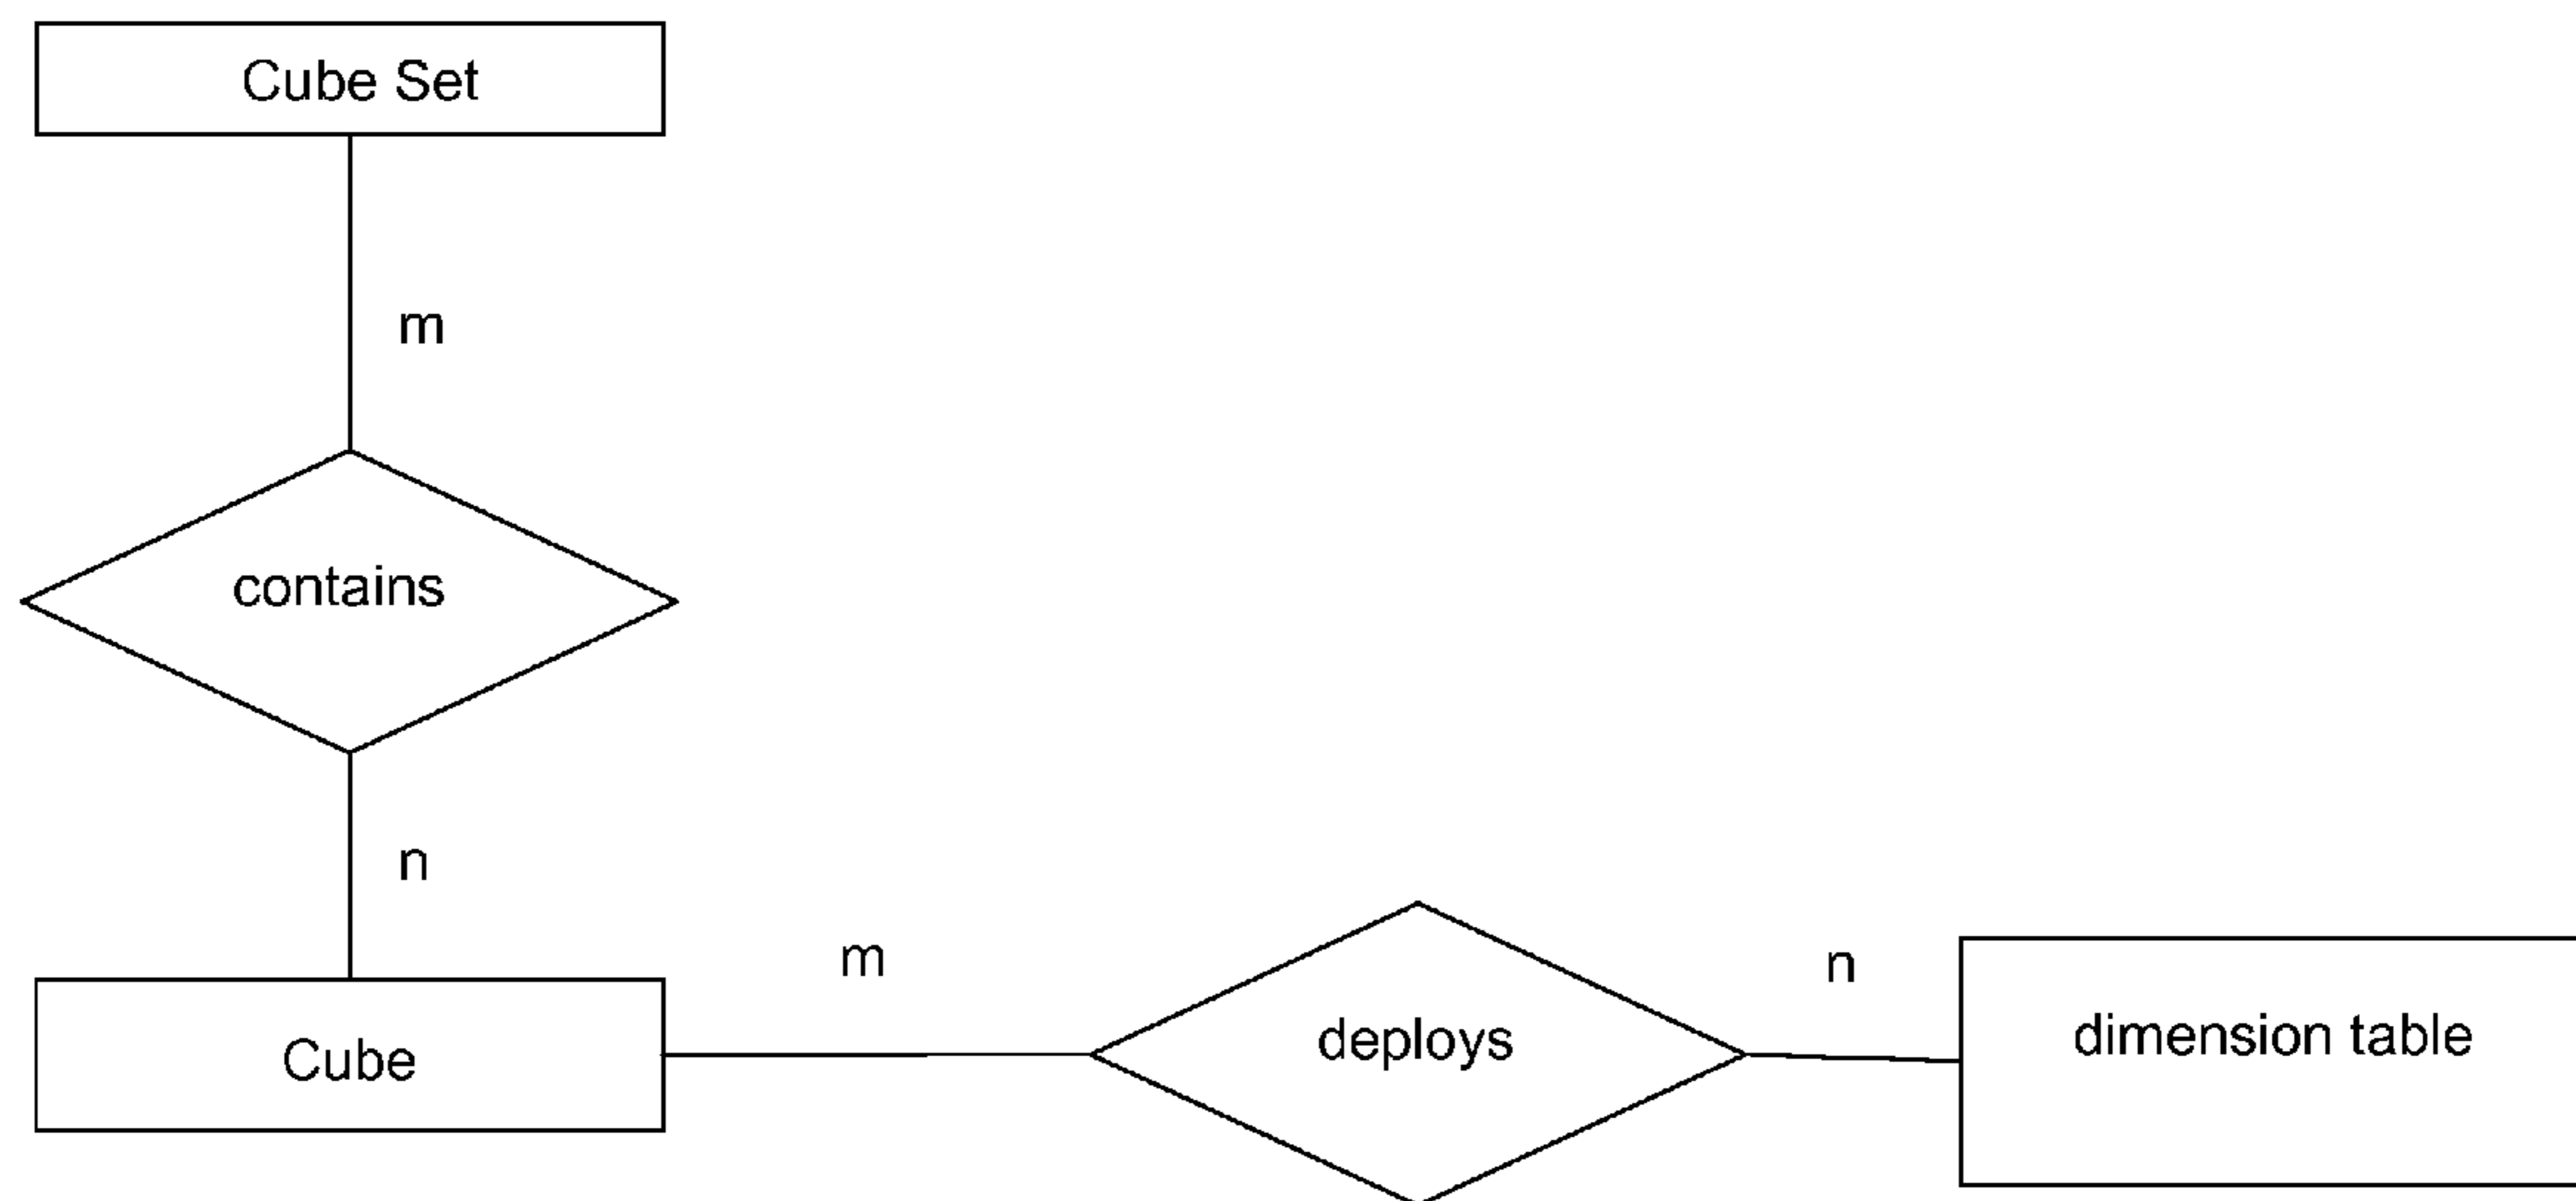 Cube Set
m
contains
n
Cube
m
deploys
n
dimension table